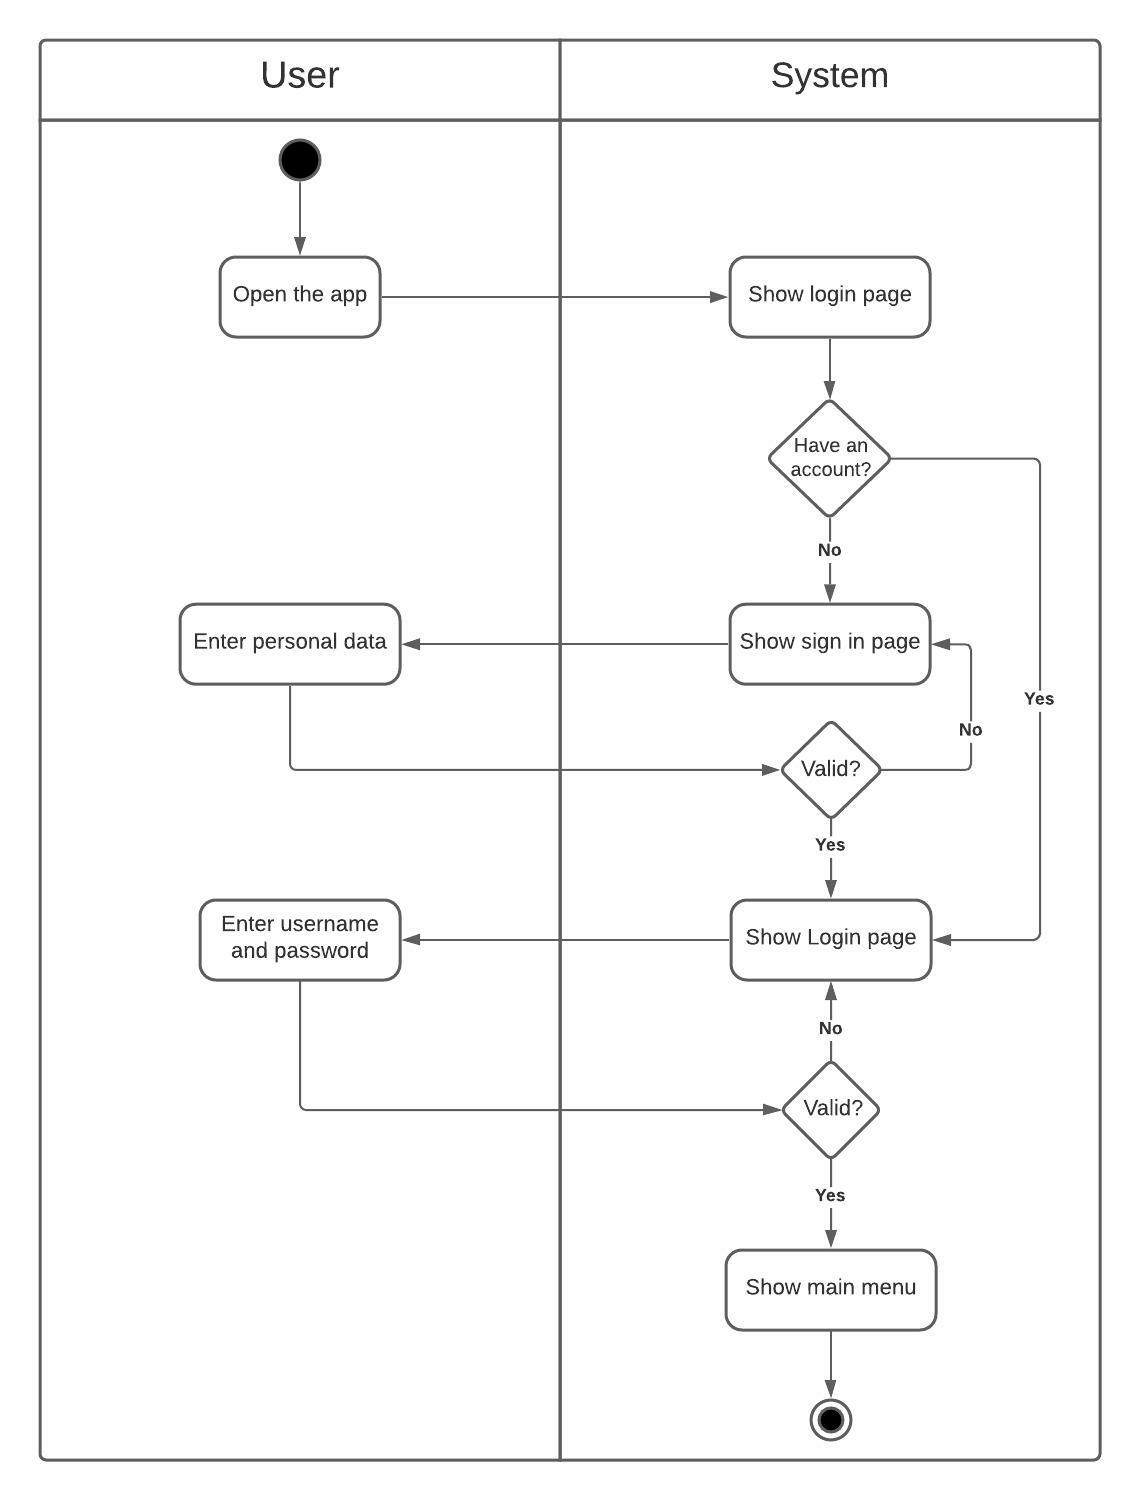 User
System
Open the app
Show login page
Have an
account?
No
Enter personal data
Show sign in page
Yes
No
Valid?
Yes
Enter username
and password
Show Login page
No
Valid?
Yes
Show main menu